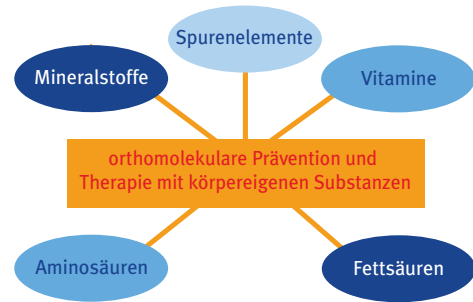 Spurenelemente
Mineralstoffe
Vitamine
orthomolekulare Prävention und
Therapie mit körpereigenen Substanzen
Aminosäuren
Fettsäuren